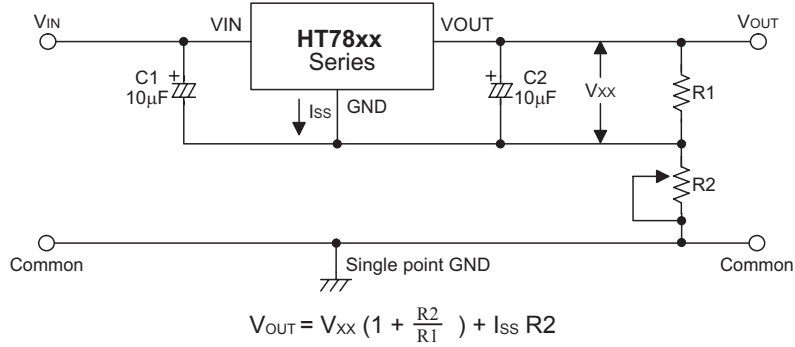 VIN
VIN
HT78xx
Series
VOUT
VOUT
C1
10μF
+
ISS
GND
+
C2
10μF
VXX
R1
R2
Common
Single point GND
Common
VOUT = VXX (1 + R2/R1 ) + ISS R2